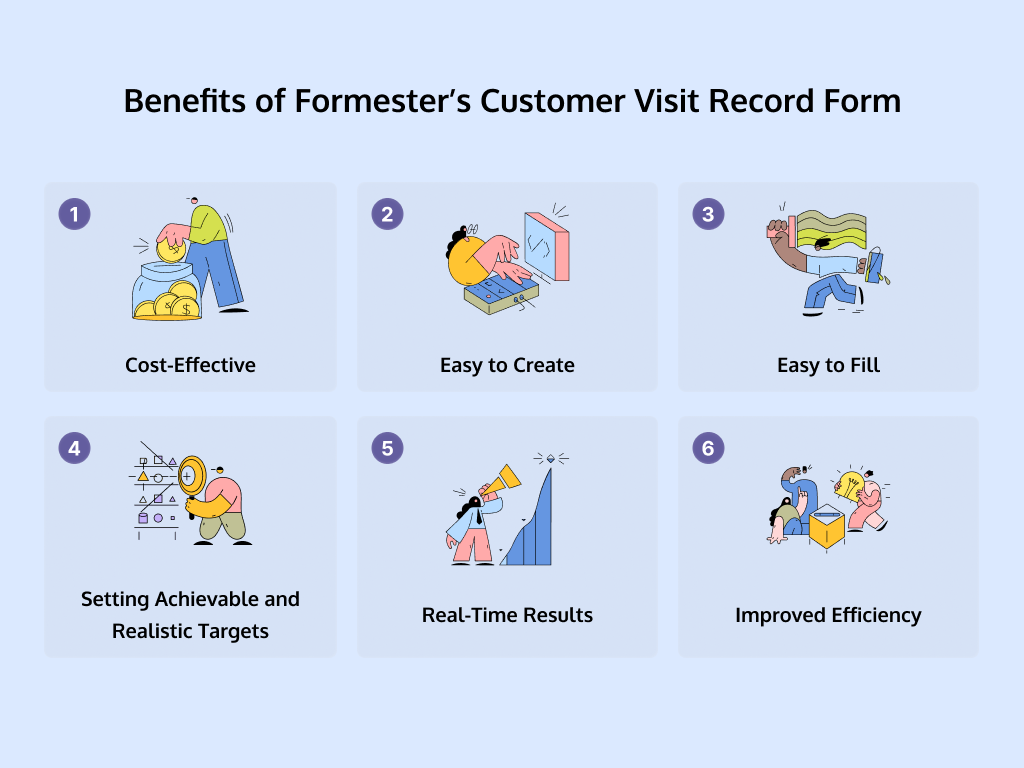 Benefits of Formester’s Customer Visit Record Form
1
Cost-Effective
2
Easy to Create
3
Easy to Fill
4
Setting Achievable and
Realistic Targets
5
Real-Time Results
6
Improved Efficiency